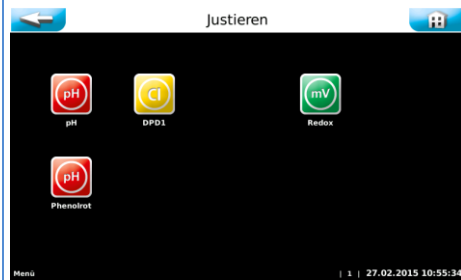 Justieren
pH Cl mV
pH DPD1 Redox
pH
Phenolrot
Menü | 1 | 27.02.2015 10:55:34